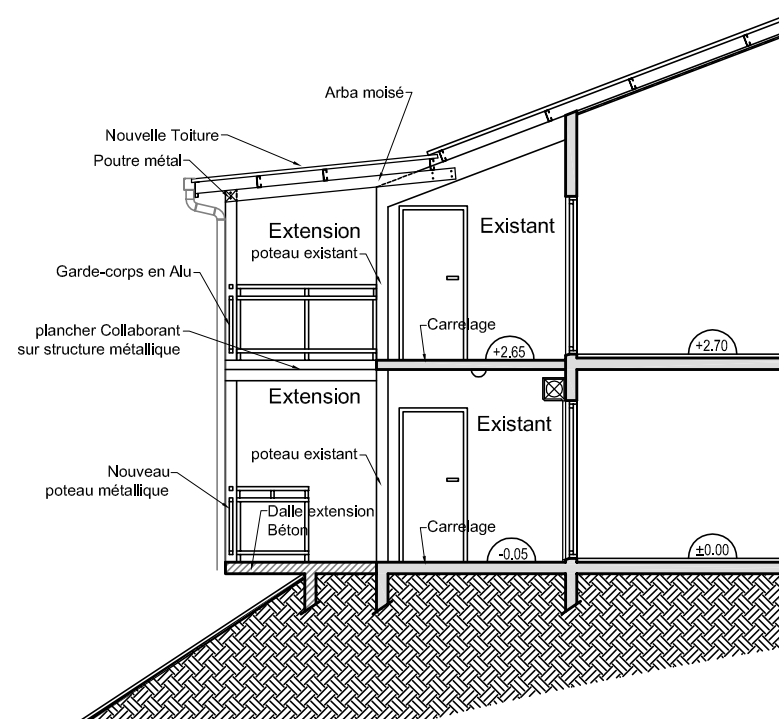 Arba moisé
Nouvelle Toiture
Poutre métal
Extension
Existant
poteau existant
Garde-corps en Alu
plancher Collaborant
sur structure métallique
Carrelage
+2.65
+2.70
Extension
Existant
poteau existant
Nouveau
poteau métallique
Dalle extension
Béton
Carrelage
-0.05
±0.00